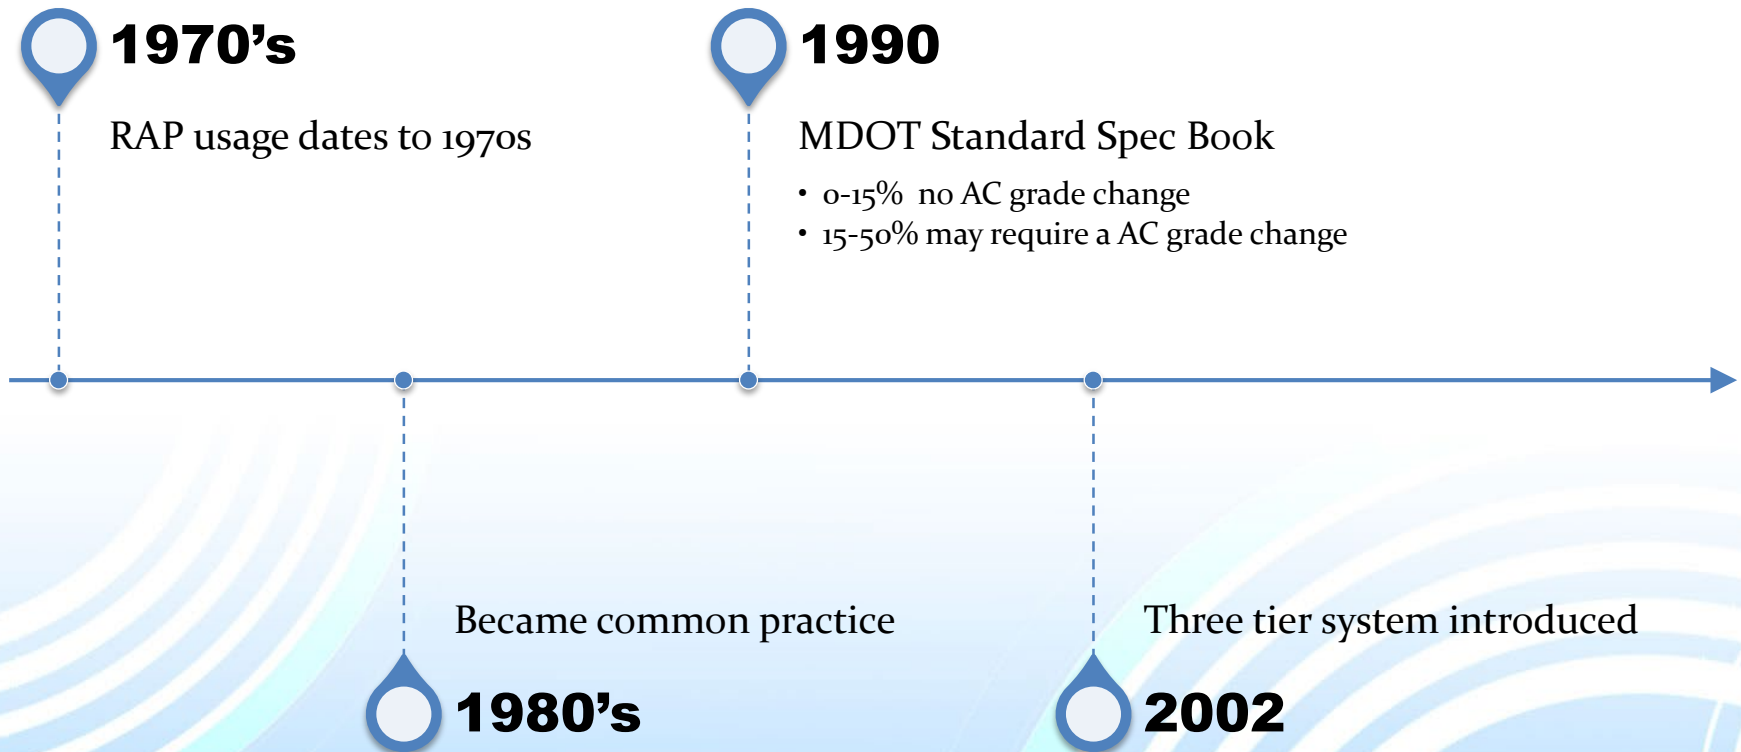 1970’s
RAP usage dates to 1970s
1990
MDOT Standard Spec Book
• 0-15%  no AC grade change
• 15-50% may require a AC grade change
Became common practice
1980’s
Three tier system introduced
2002